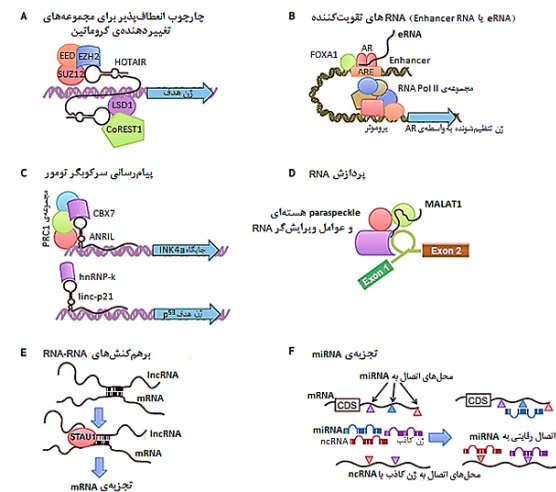 A
چارچوب انعطاف‌پذیر برای مجموعه‌های
تغییردهنده‌ی کروماتین
EED
EZH2
SUZ12
HOTAIR
LSD1
CoREST1
ژن هدف
B
RNA های تقویت‌کننده (eRNA یا Enhancer RNA)
eRNA
AR
FOXA1
Enhancer
ARE
مجموعه‌ی RNA Pol II
پروموتر
ژن تنظیم‌شونده به‌واسطه‌ی AR
C
پیام‌رسانی سرکوبگر تومور
مجموعه‌ی PRC1
CBX7
ANRIL
جایگاه INK4a
hnRNP-k
linc-p21
ژن هدف p53
D
پردازش RNA
MALAT1
paraspeckle هسته‌ای
و عوامل ویرایش‌گر RNA
Exon 1
Exon 2
E
برهم‌کنش‌های RNA-RNA
lncRNA
mRNA
STAU1
lncRNA
mRNA
تجزیه‌ی mRNA
F
تجزیه‌ی miRNA
محل‌های اتصال به miRNA
mRNA
CDS
CDS
miRNA
ncRNA
ژن کاذب
اتصال رقابتی به miRNA
محل‌های اتصال به ژن کاذب یا ncRNA